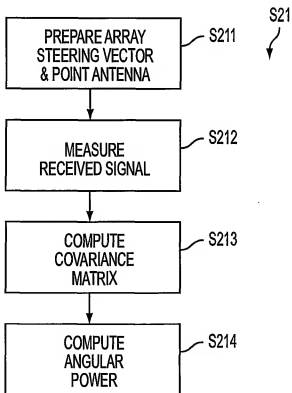 S21
PREPARE ARRAY
STEERING VECTOR
& POINT ANTENNA
S211
MEASURE
RECEIVED SIGNAL
S212
COMPUTE
COVARIANCE
MATRIX
S213
COMPUTE
ANGULAR
POWER
S214